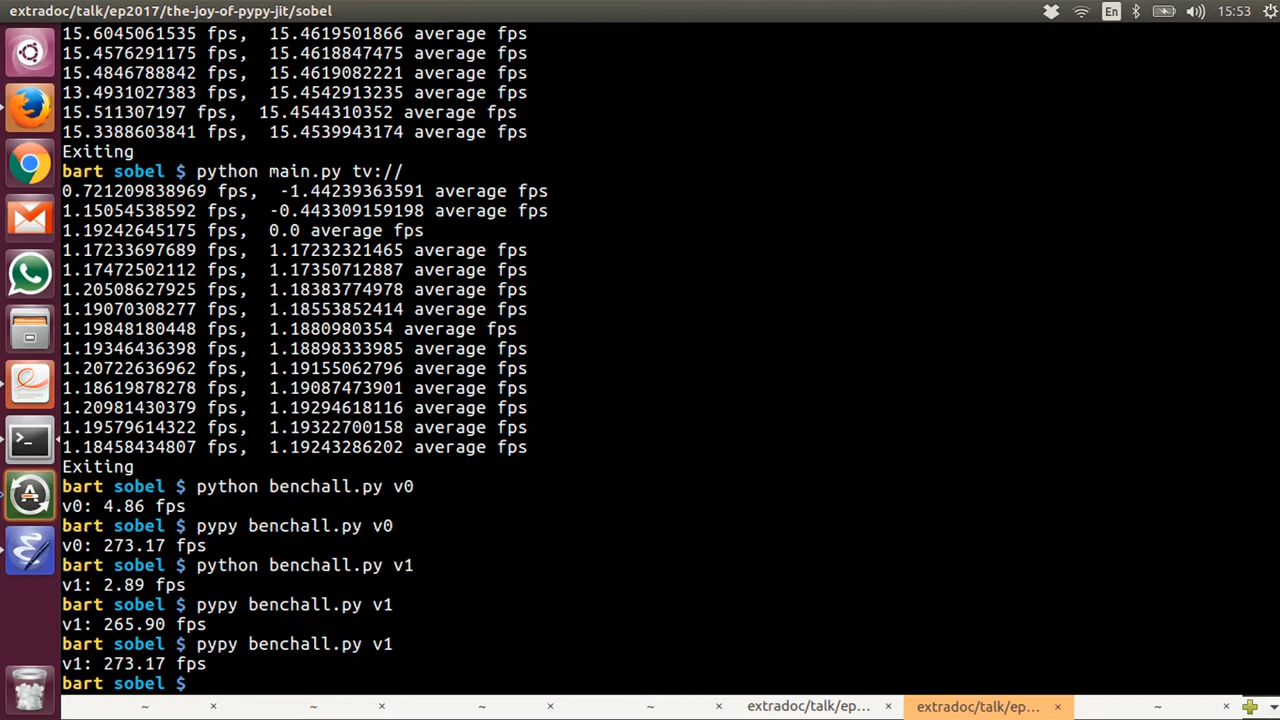 extradoc/talk/ep2017/the-joy-of-pypy-jit/sobel En 15:53
15.6045061535 fps,  15.4619501866 average fps
15.4576291175 fps,  15.4618847475 average fps
15.4846788842 fps,  15.4619082221 average fps
13.4931027383 fps,  15.4542913235 average fps
15.511307197 fps,  15.4544310352 average fps
15.3388603841 fps,  15.4539943174 average fps
Exiting
bart sobel $ python main.py tv://
0.721209838969 fps,  -1.44239363591 average fps
1.15054538592 fps,  -0.443309159198 average fps
1.19242645175 fps,  0.0 average fps
1.17233697689 fps,  1.17232321465 average fps
1.17472502112 fps,  1.17350712887 average fps
1.20508627925 fps,  1.18383774978 average fps
1.19070308277 fps,  1.18553852414 average fps
1.19848180448 fps,  1.1880980354 average fps
1.19346436398 fps,  1.18898333985 average fps
1.20722636962 fps,  1.19155062796 average fps
1.18619878278 fps,  1.19087473901 average fps
1.20981430379 fps,  1.19294618116 average fps
1.19579614322 fps,  1.19322700158 average fps
1.18458434807 fps,  1.19243286202 average fps
Exiting
bart sobel $ python benchall.py v0
v0: 4.86 fps
bart sobel $ pypy benchall.py v0
v0: 273.17 fps
bart sobel $ python benchall.py v1
v1: 2.89 fps
bart sobel $ pypy benchall.py v1
v1: 265.90 fps
bart sobel $ pypy benchall.py v1
v1: 273.17 fps
bart sobel $
~ × ~ × ~ × ~ × extradoc/talk/ep... × extradoc/talk/ep... × ~ ×